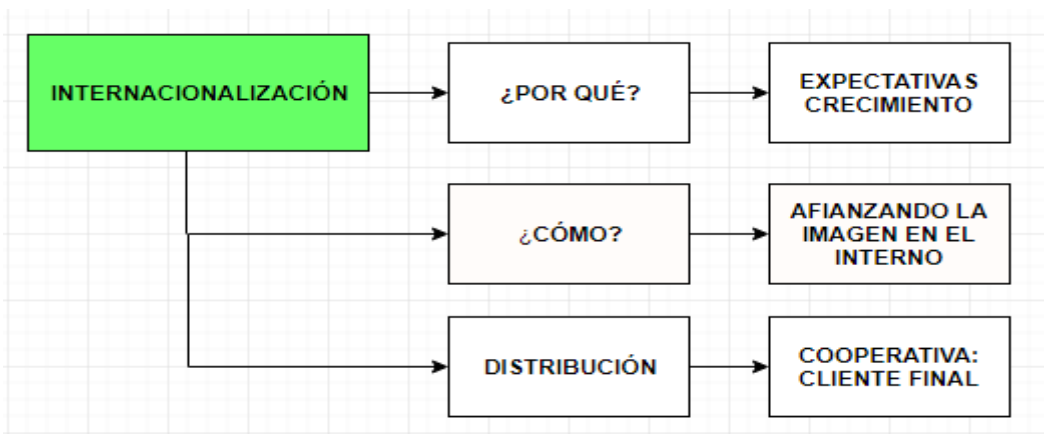 INTERNACIONALIZACIÓN
¿POR QUÉ?
EXPECTATIVAS
CRECIMIENTO
¿CÓMO?
AFIANZANDO LA
IMAGEN EN EL
INTERNO
DISTRIBUCIÓN
COOPERATIVA:
CLIENTE FINAL